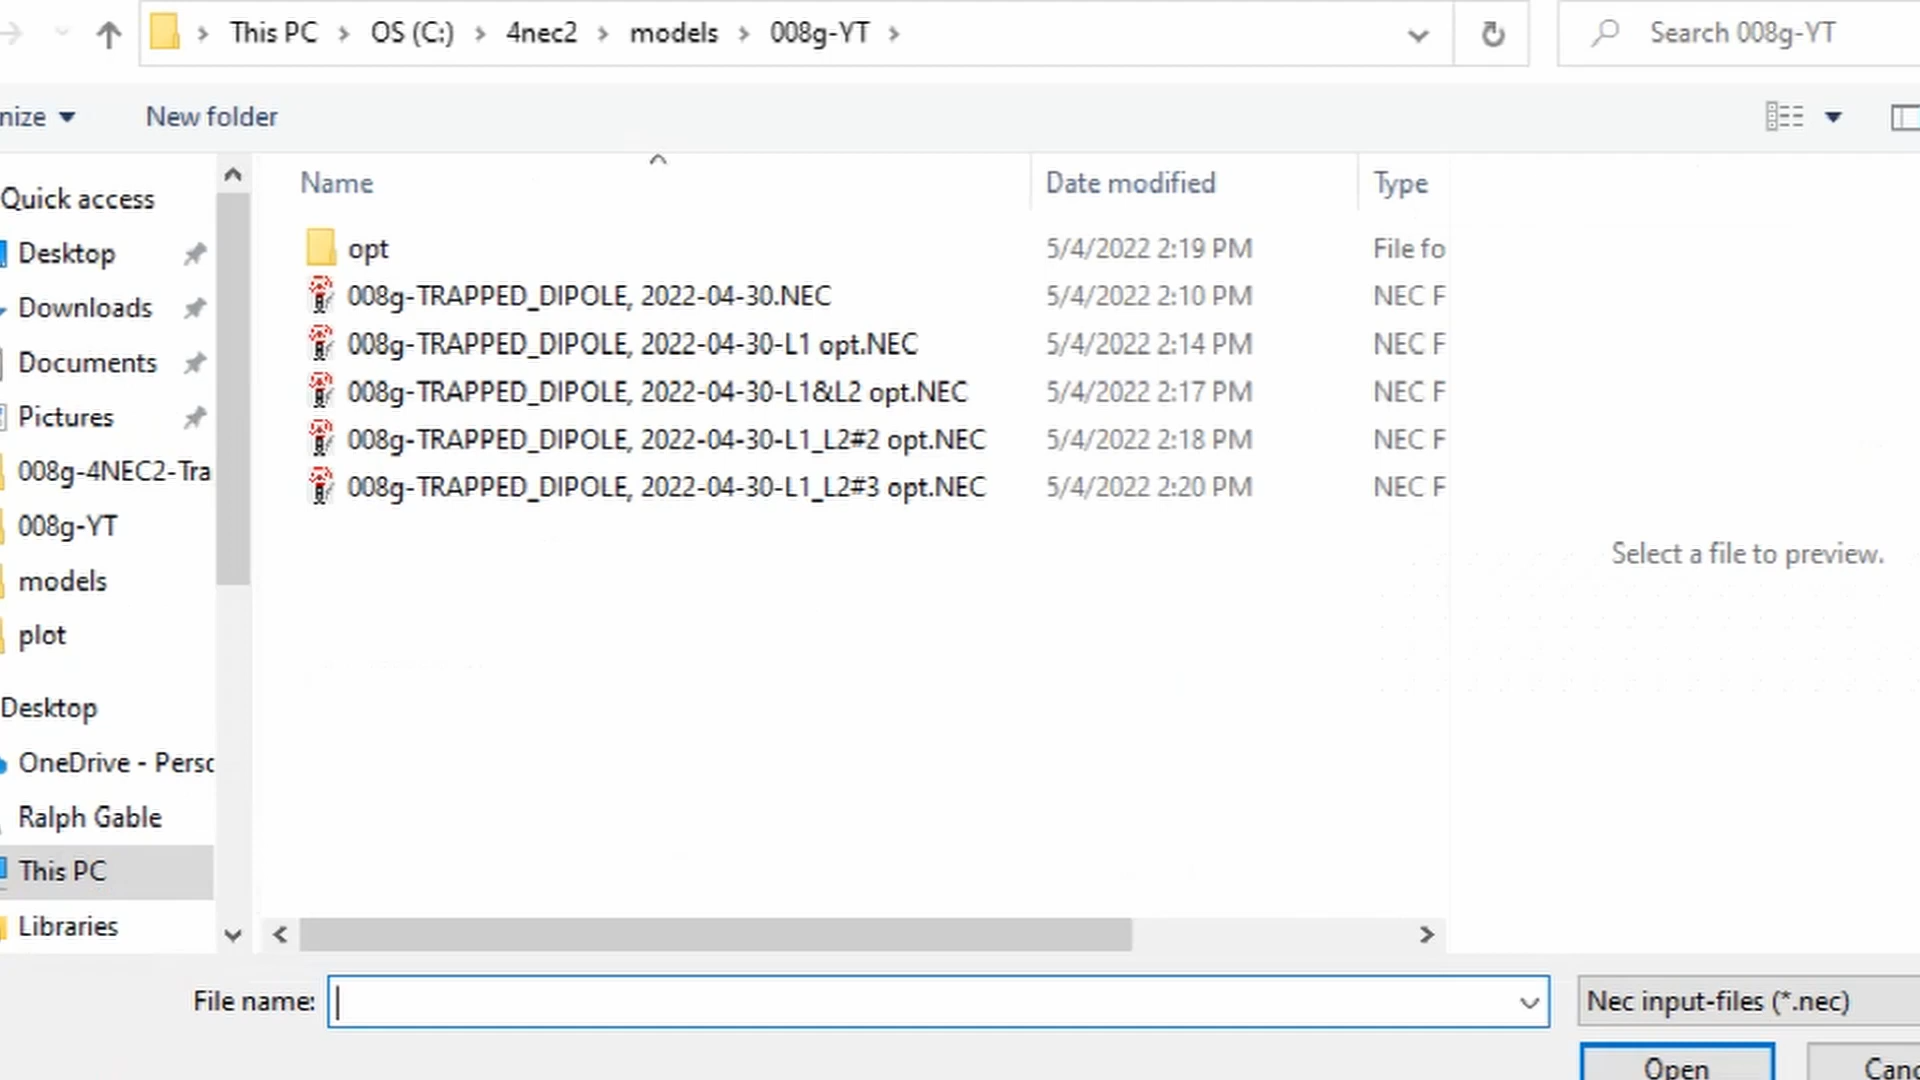 This PC > OS (C:) > 4nec2 > models > 008g-YT >
Search 008g-YT
nize
New folder
Name
Date modified
Type
Quick access
Desktop
Downloads
Documents
Pictures
008g-4NEC2-Tra
008g-YT
models
plot
Desktop
OneDrive - Perso
Ralph Gable
This PC
Libraries
opt 5/4/2022 2:19 PM File fo
008g-TRAPPED_DIPOLE, 2022-04-30.NEC 5/4/2022 2:10 PM NEC F
008g-TRAPPED_DIPOLE, 2022-04-30-L1 opt.NEC 5/4/2022 2:14 PM NEC F
008g-TRAPPED_DIPOLE, 2022-04-30-L1&L2 opt.NEC 5/4/2022 2:17 PM NEC F
008g-TRAPPED_DIPOLE, 2022-04-30-L1_L2#2 opt.NEC 5/4/2022 2:18 PM NEC F
008g-TRAPPED_DIPOLE, 2022-04-30-L1_L2#3 opt.NEC 5/4/2022 2:20 PM NEC F
Select a file to preview.
File name:
Nec input-files (*.nec)
Open
Canc